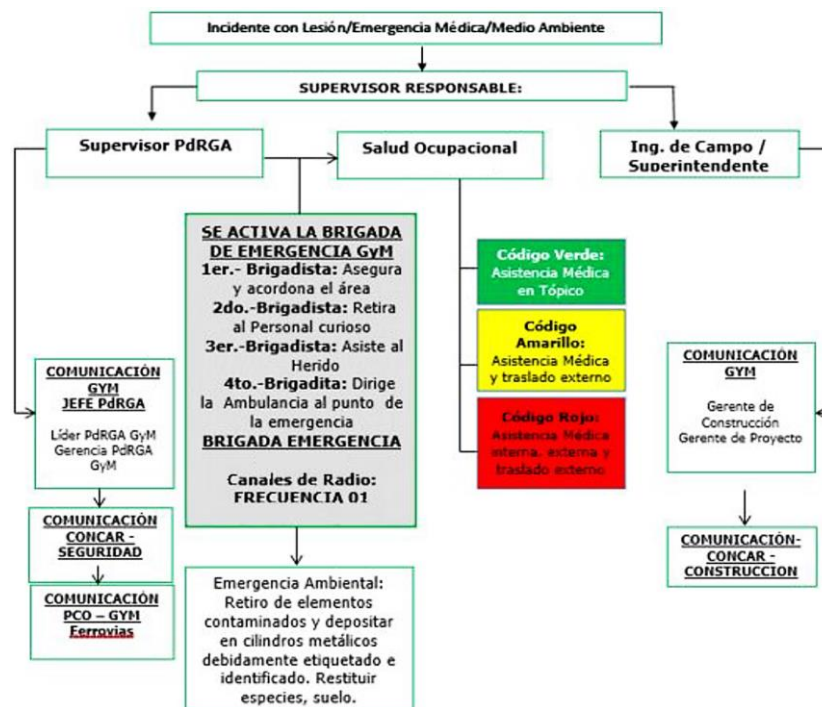 Incidente con Lesión/Emergencia Médica/Medio Ambiente
SUPERVISOR RESPONSABLE:
Supervisor PdRGA
Salud Ocupacional
Ing. de Campo /
Superintendente
SE ACTIVA LA BRIGADA
DE EMERGENCIA GyM
1er.- Brigadista: Asegura
y acordona el área
2do.-Brigadista: Retira
al Personal curioso
3er.-Brigadista: Asiste al
Herido
4to.-Brigadita: Dirige
la Ambulancia al punto de
la emergencia
BRIGADA EMERGENCIA
Canales de Radio:
FRECUENCIA 01
Código Verde:
Asistencia Médica
en Tópico
Código
Amarillo:
Asistencia Médica
y traslado externo
Código Rojo:
Asistencia Médica
interna, externa y
traslado externo
COMUNICACIÓN
GYM
JEFE PdRGA
Líder PdRGA GyM
Gerencia PdRGA
GyM
COMUNICACIÓN
CONCAR -
SEGURIDAD
COMUNICACIÓN
PCO – GYM
Ferrovias
Emergencia Ambiental:
Retiro de elementos
contaminados y depositar
en cilindros metálicos
debidamente etiquetado e
identificado. Restituir
especies, suelo.
COMUNICACIÓN
GYM
Gerente de
Construcción
Gerente de Proyecto
COMUNICACIÓN-
CONCAR -
CONSTRUCCION